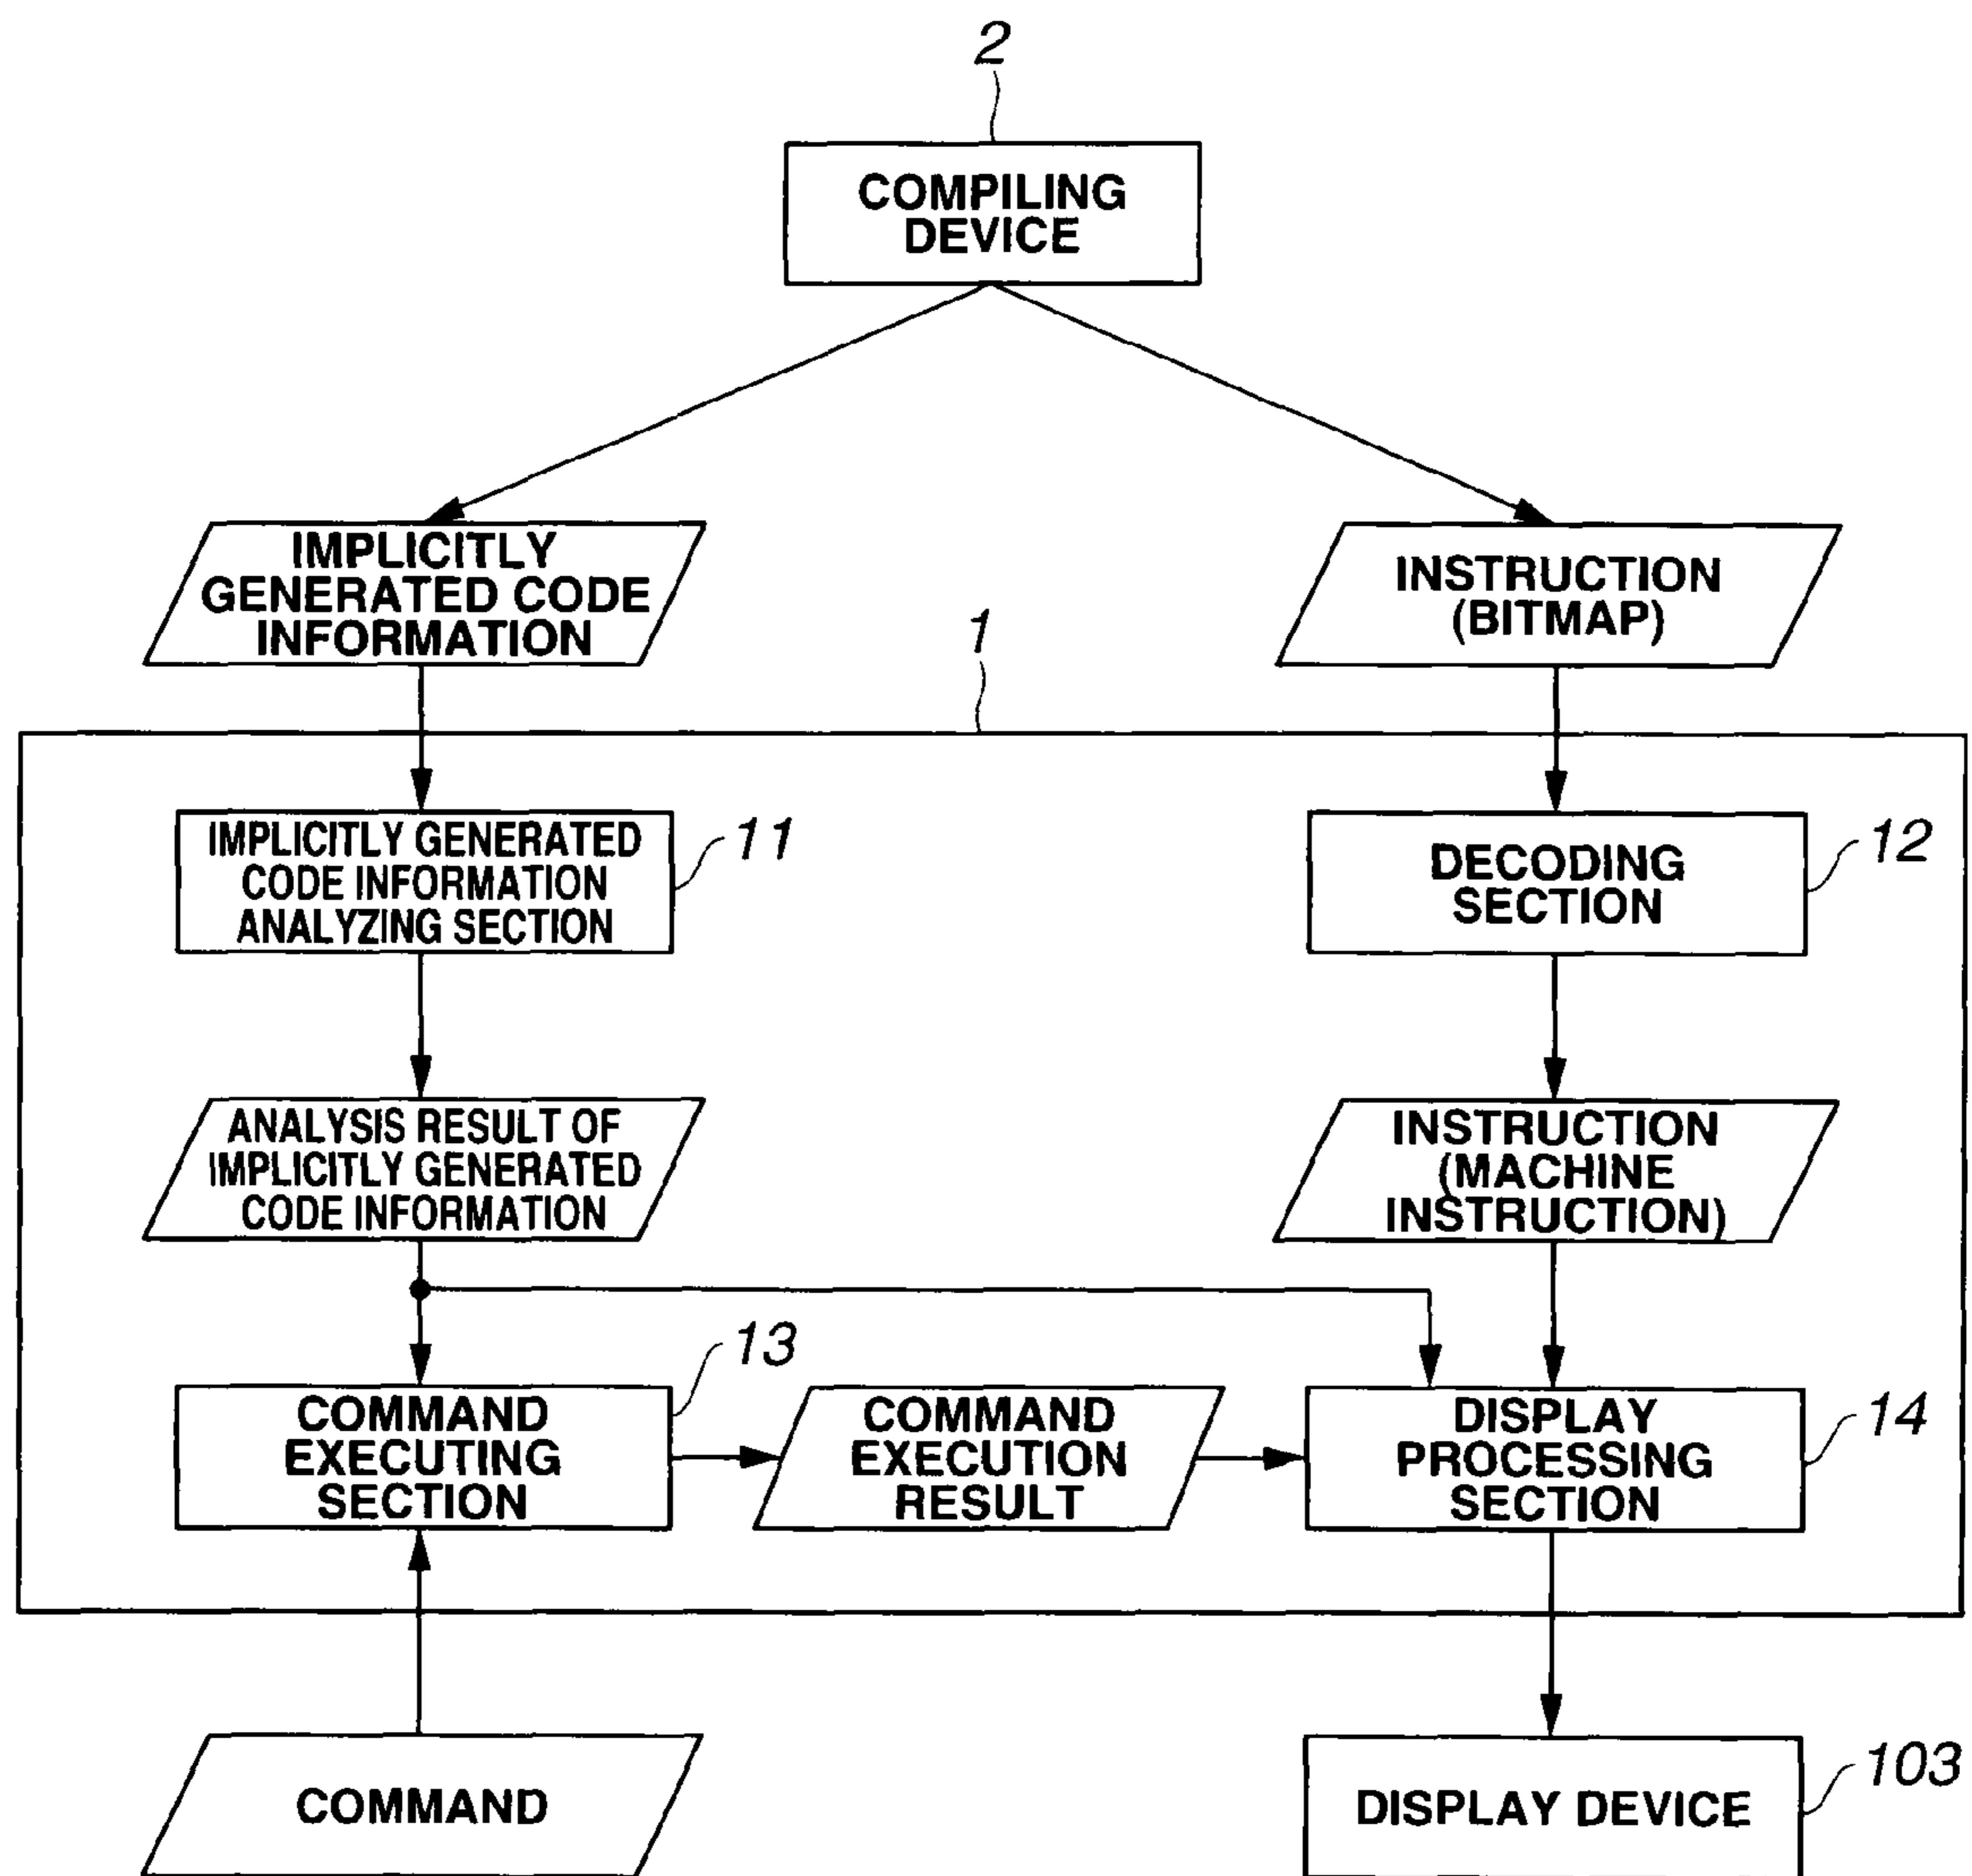 2
COMPILING
DEVICE
IMPLICITLY
GENERATED CODE
INFORMATION
INSTRUCTION
(BITMAP)
1
IMPLICITLY GENERATED
CODE INFORMATION
ANALYZING SECTION
11
DECODING
SECTION
12
ANALYSIS RESULT OF
IMPLICITLY GENERATED
CODE INFORMATION
INSTRUCTION
(MACHINE
INSTRUCTION)
13
COMMAND
EXECUTING
SECTION
COMMAND
EXECUTION
RESULT
DISPLAY
PROCESSING
SECTION
14
COMMAND
DISPLAY DEVICE
103